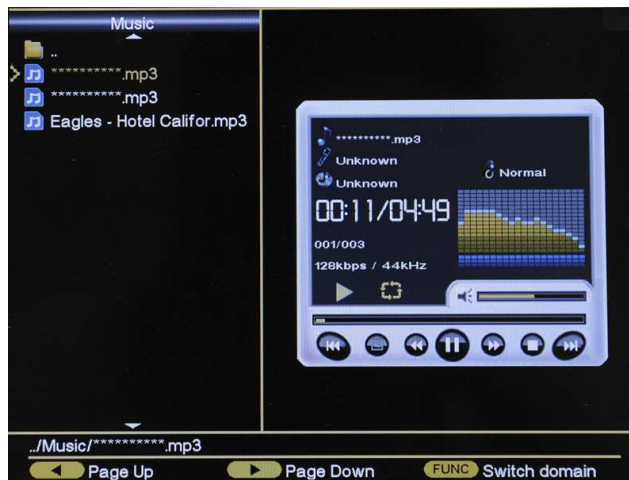 Music
..
**********.mp3
**********.mp3
Eagles - Hotel Califor.mp3
**********.mp3
Unknown
Unknown
Normal
00:11/04:49
001/003
128kbps / 44kHz
../Music/**********.mp3
Page Up
Page Down
FUNC Switch domain